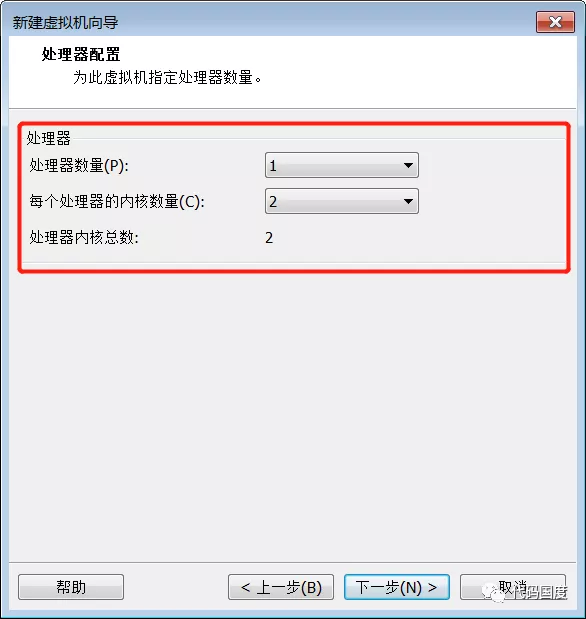 新建虚拟机向导
处理器配置
为此虚拟机指定处理器数量。
处理器
处理器数量(P):
1
每个处理器的内核数量(C):
2
处理器内核总数:
2
帮助
< 上一步(B)
下一步(N) >
取消
代码国度